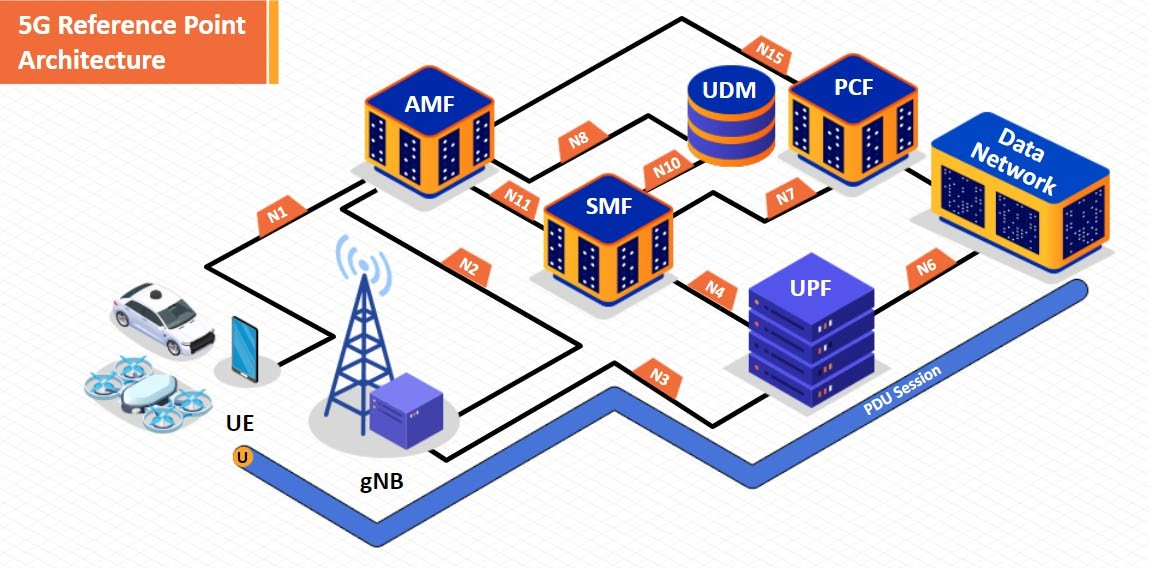 5G Reference Point
Architecture
N15
AMF
UDM
PCF
N8
N10
Data
Network
N11
SMF
N7
N1
N2
N4
UPF
N6
N3
PDU Session
UE
U
gNB